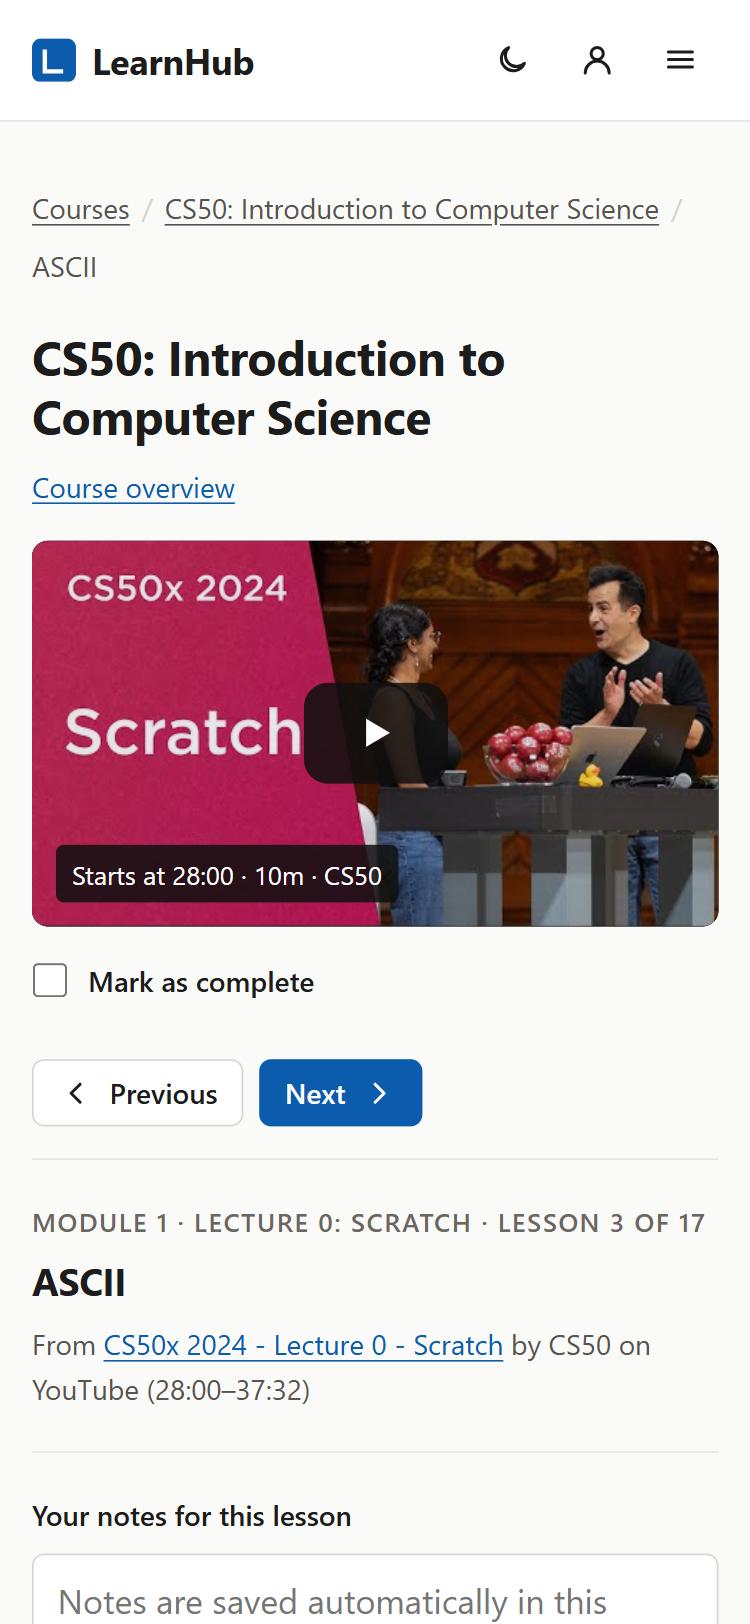 L LearnHub
Courses / CS50: Introduction to Computer Science /
ASCII
CS50: Introduction to
Computer Science
Course overview
CS50x 2024
Scratch
Starts at 28:00 · 10m · CS50
Mark as complete
Previous
Next
MODULE 1 · LECTURE 0: SCRATCH · LESSON 3 OF 17
ASCII
From CS50x 2024 - Lecture 0 - Scratch by CS50 on
YouTube (28:00–37:32)
Your notes for this lesson
Notes are saved automatically in this